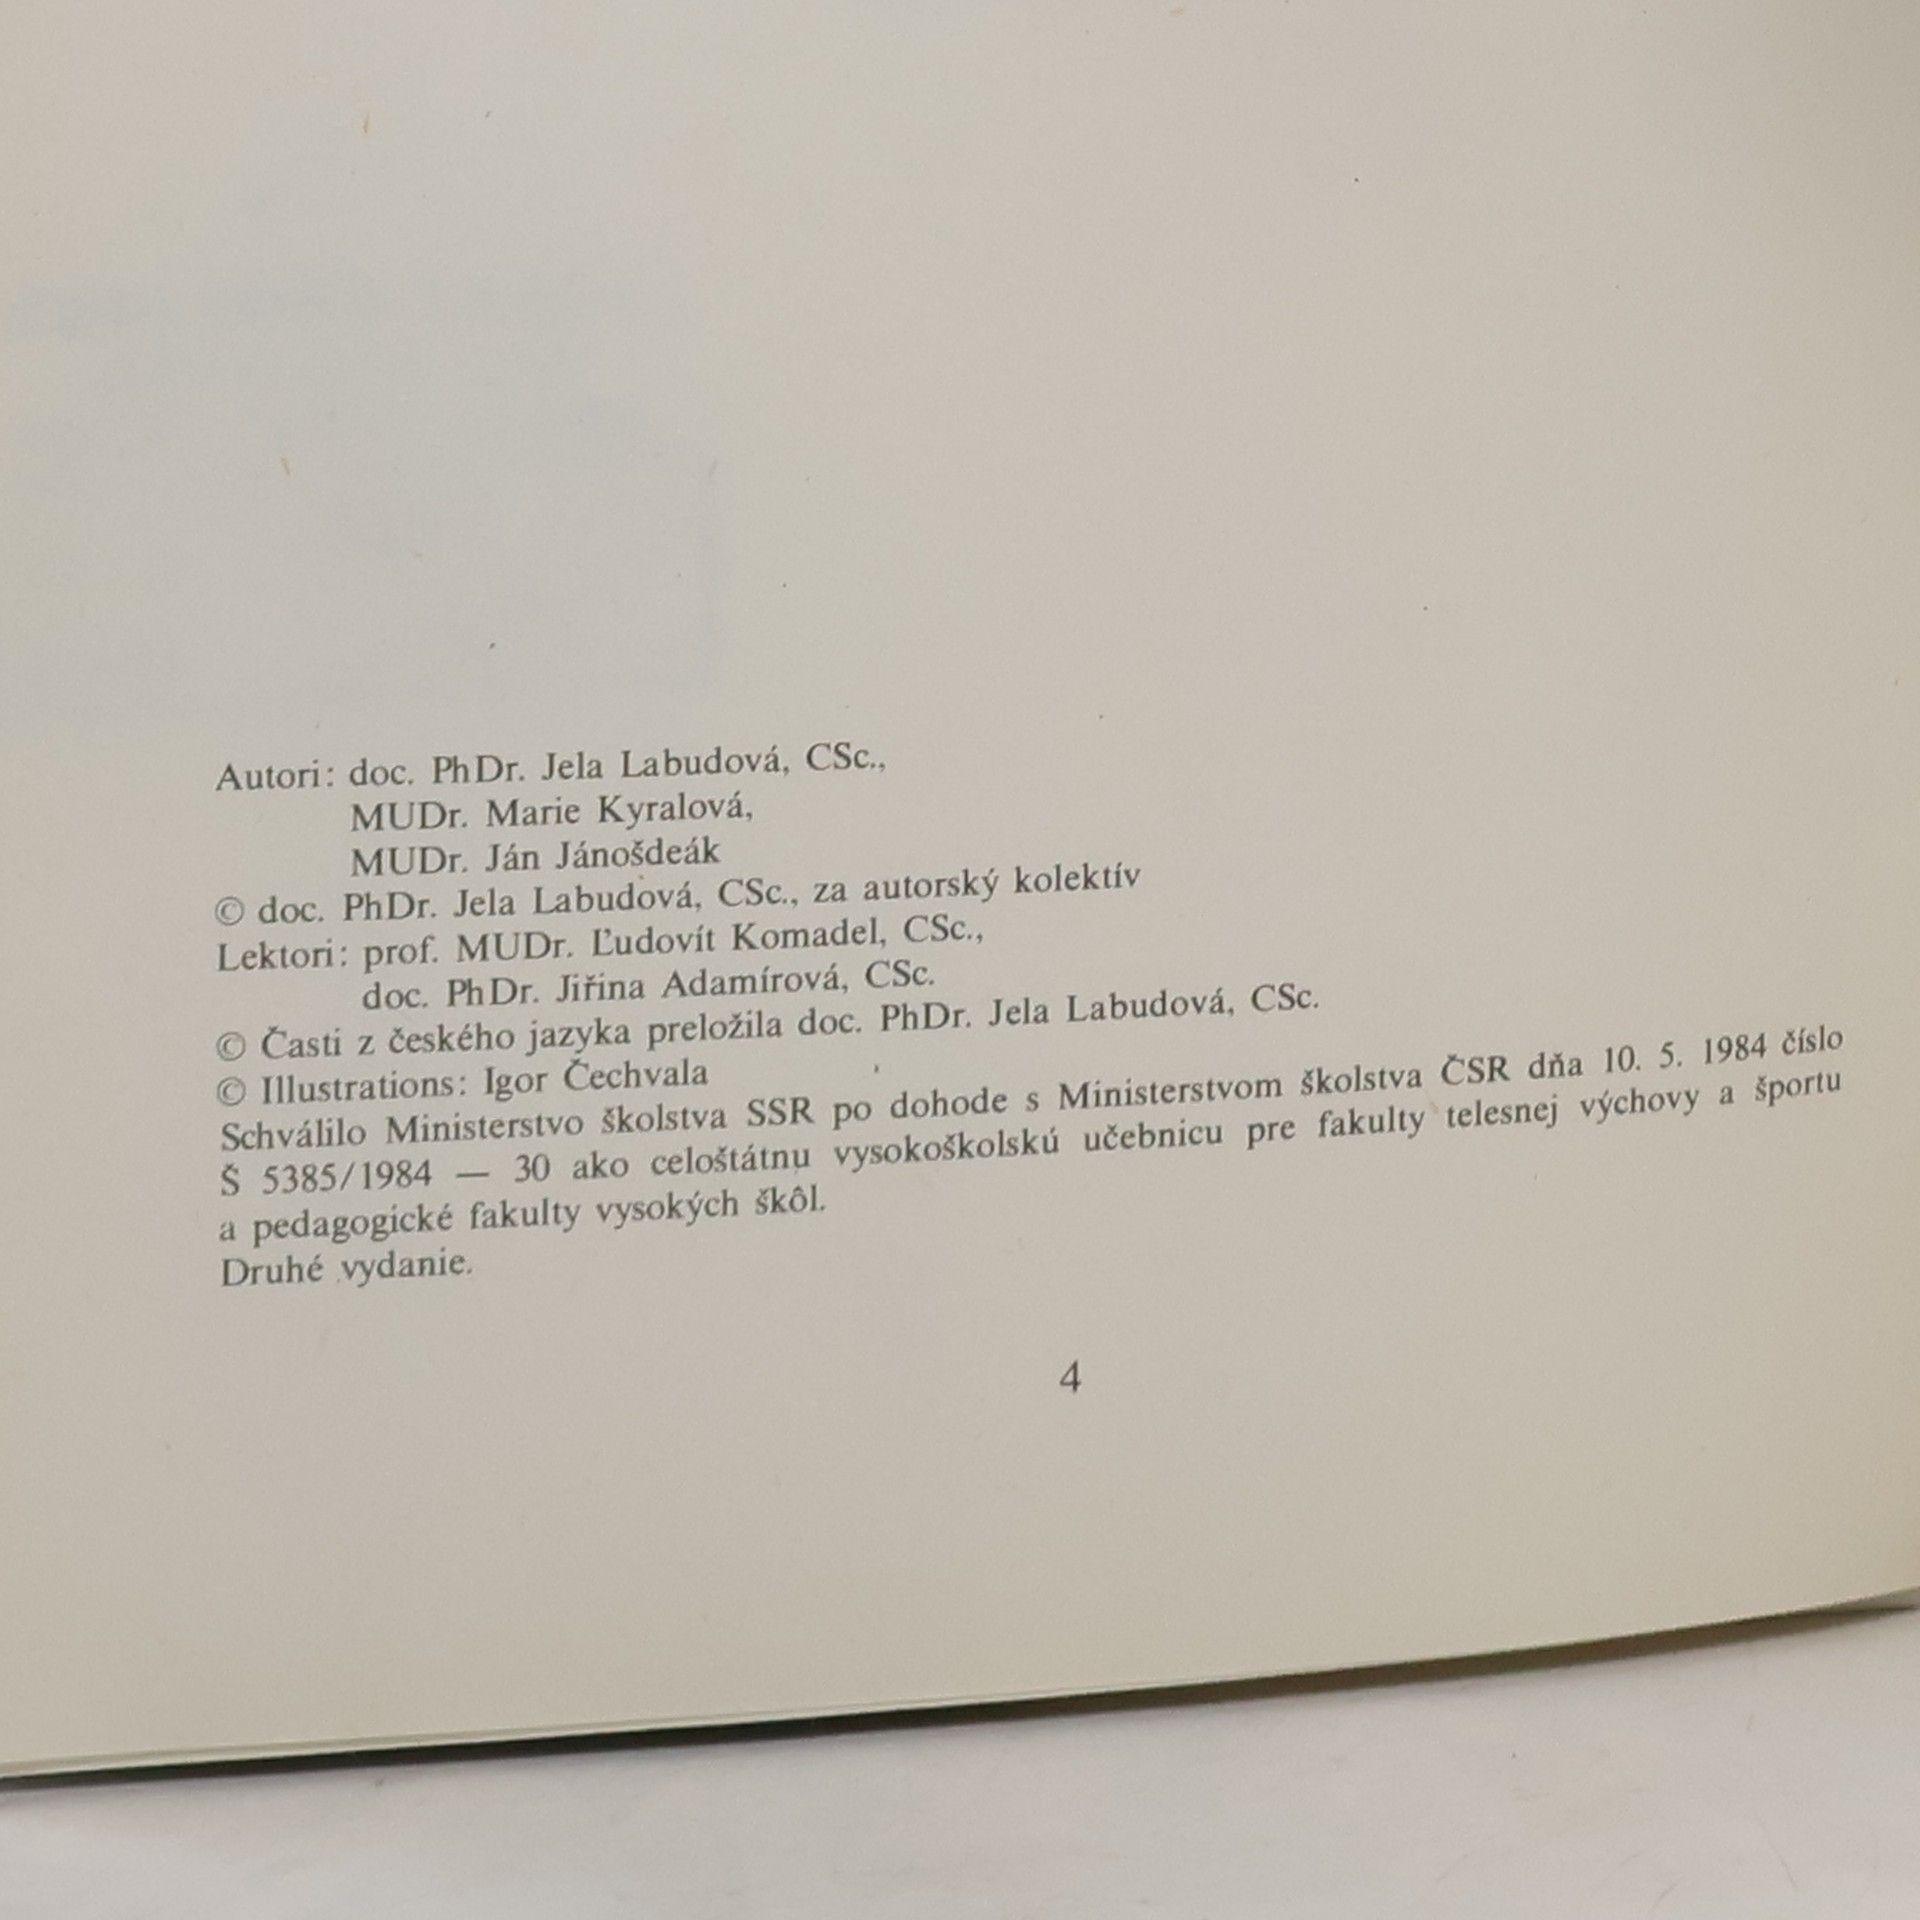 Autori: doc. PhDr. Jela Labudová, CSc.,
MUDr. Marie Kyralová,
MUDr. Ján Jánošdeák
© doc. PhDr. Jela Labudová, CSc., za autorský kolektív
Lektori: prof. MUDr. Ľudovít Komadel, CSc.,
doc. PhDr. Jiřina Adamírová, CSc.
© Časti z českého jazyka preložila doc. PhDr. Jela Labudová, CSc.
© Illustrations: Igor Čechvala
Schválilo Ministerstvo školstva SSR po dohode s Ministerstvom školstva ČSR dňa 10. 5. 1984 číslo
Š 5385/1984 — 30 ako celoštátnu vysokoškolskú učebnicu pre fakulty telesnej výchovy a športu
a pedagogické fakulty vysokých škôl.
Druhé vydanie.
4